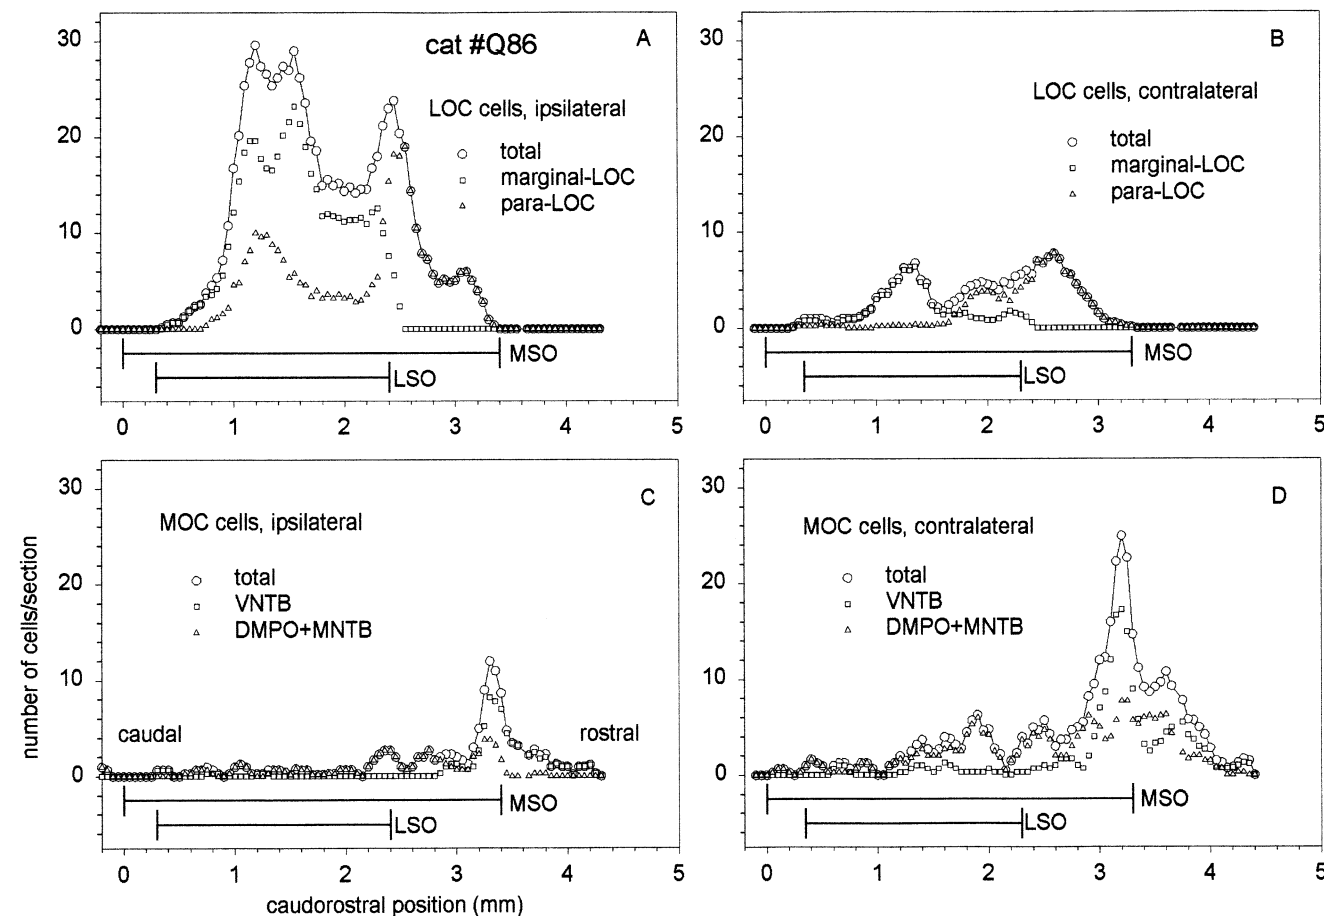 30
20
10
0
cat #Q86
A
LOC cells, ipsilateral
total
marginal-LOC
para-LOC
MSO
LSO
0 1 2 3 4 5
30
20
10
0
B
LOC cells, contralateral
total
marginal-LOC
para-LOC
MSO
LSO
0 1 2 3 4 5
number of cells/section
30
20
10
0
C
MOC cells, ipsilateral
total
VNTB
DMPO+MNTB
caudal
rostral
MSO
LSO
0 1 2 3 4 5
caudorostral position (mm)
30
20
10
0
D
MOC cells, contralateral
total
VNTB
DMPO+MNTB
MSO
LSO
0 1 2 3 4 5